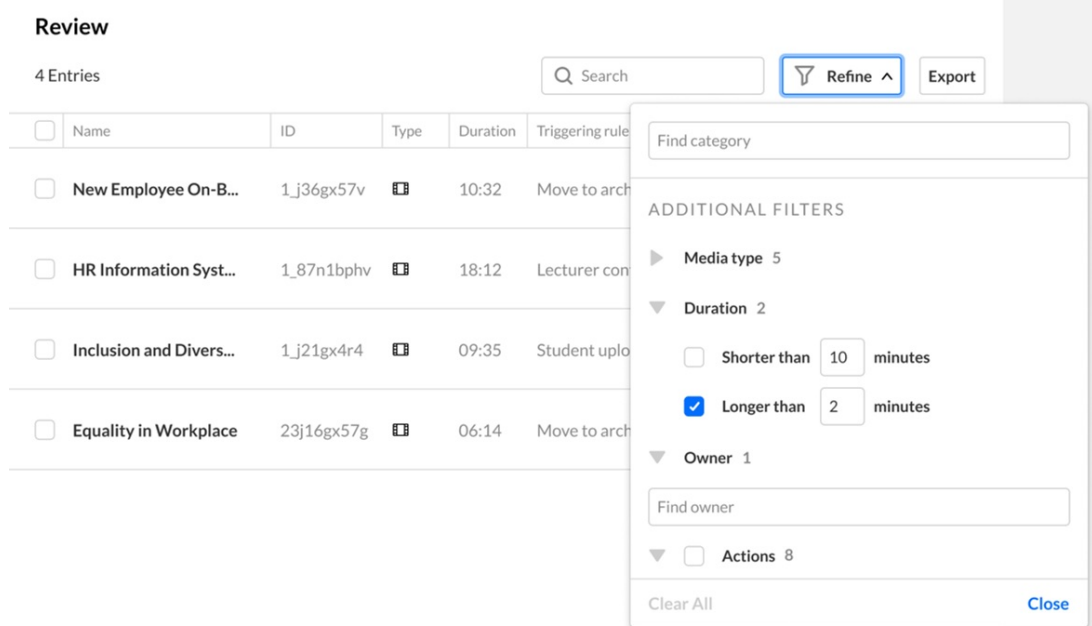 Review
4 Entries
Search
Refine
Export
Name ID Type Duration Triggering rule
New Employee On-B... 1_j36gx57v 10:32 Move to arch
HR Information Syst... 1_87n1bphv 18:12 Lecturer con
Inclusion and Divers... 1_j21gx4r4 09:35 Student uplo
Equality in Workplace 23j16gx57g 06:14 Move to arch
Find category
ADDITIONAL FILTERS
Media type 5
Duration 2
Shorter than 10 minutes
Longer than 2 minutes
Owner 1
Find owner
Actions 8
Clear All
Close